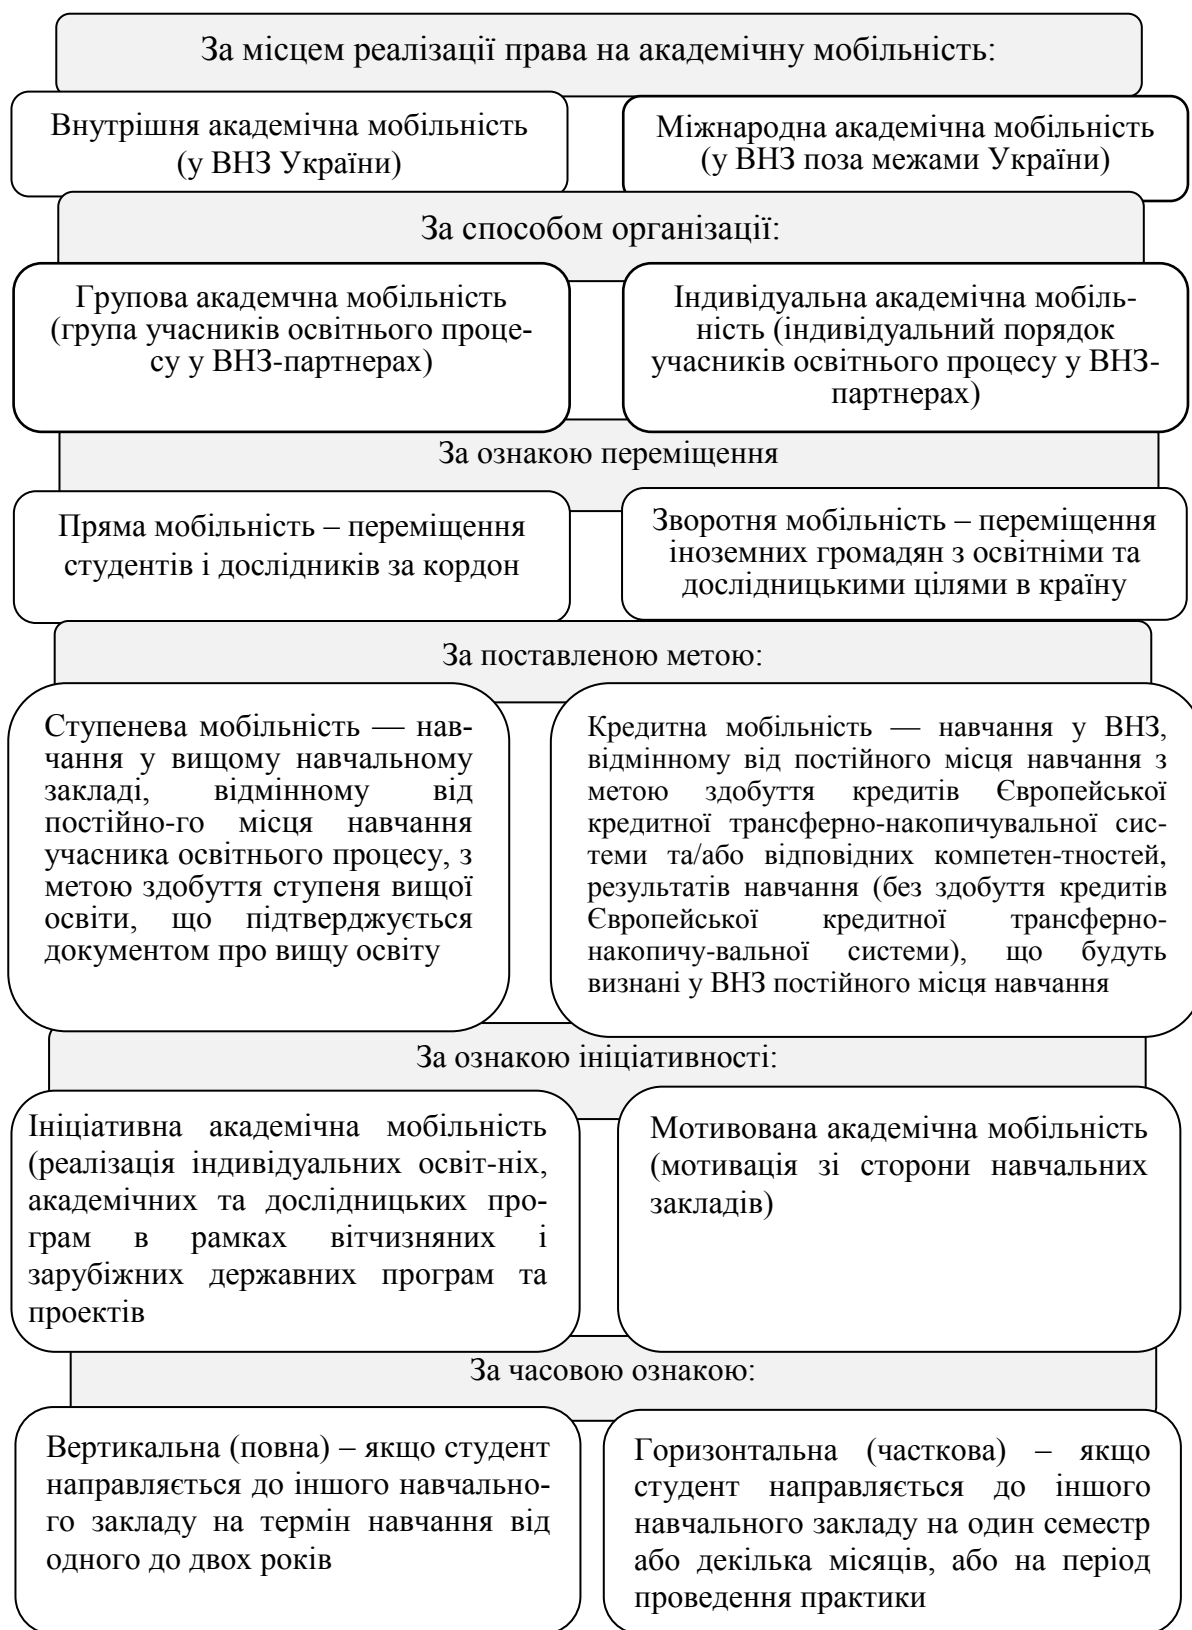 За місцем реалізації права на академічну мобільність:
Внутрішня академічна мобільність
(у ВНЗ України)
Міжнародна академічна мобільність
(у ВНЗ поза межами України)
За способом організації:
Групова академчна мобільність
(група учасників освітнього проце-
су у ВНЗ-партнерах)
Індивідуальна академічна мобіль-
ність (індивідуальний порядок
учасників освітнього процесу у ВНЗ-
партнерах)
За ознакою переміщення
Пряма мобільність – переміщення
студентів і дослідників за кордон
Зворотня мобільність – переміщення
іноземних громадян з освітніми та
дослідницькими цілями в країну
За поставленою метою:
Ступенева мобільність — нав-
чання у вищому навчальному
закладі, відмінному від
постійно-го місця навчання
учасника освітнього процесу, з
метою здобуття ступеня вищої
освіти, що підтверджується
документом про вищу освіту
Кредитна мобільність — навчання у ВНЗ,
відмінному від постійного місця навчання з
метою здобуття кредитів Європейської
кредитної трансферно-накопичувальної сис-
теми та/або відповідних компетен-тностей,
результатів навчання (без здобуття кредитів
Європейської кредитної трансферно-
накопичу-вальної системи), що будуть
визнані у ВНЗ постійного місця навчання
За ознакою ініціативності:
Ініціативна академічна мобільність
(реалізація індивідуальних освіт-ніх,
академічних та дослідницьких про-
грам в рамках вітчизняних і
зарубіжних державних програм та
проектів
Мотивована академічна мобільність
(мотивація зі сторони навчальних
закладів)
За часовою ознакою:
Вертикальна (повна) – якщо студент
направляється до іншого навчально-
го закладу на термін навчання від
одного до двох років
Горизонтальна (часткова) – якщо
студент направляється до іншого
навчального закладу на один семестр
або декілька місяців, або на період
проведення практики